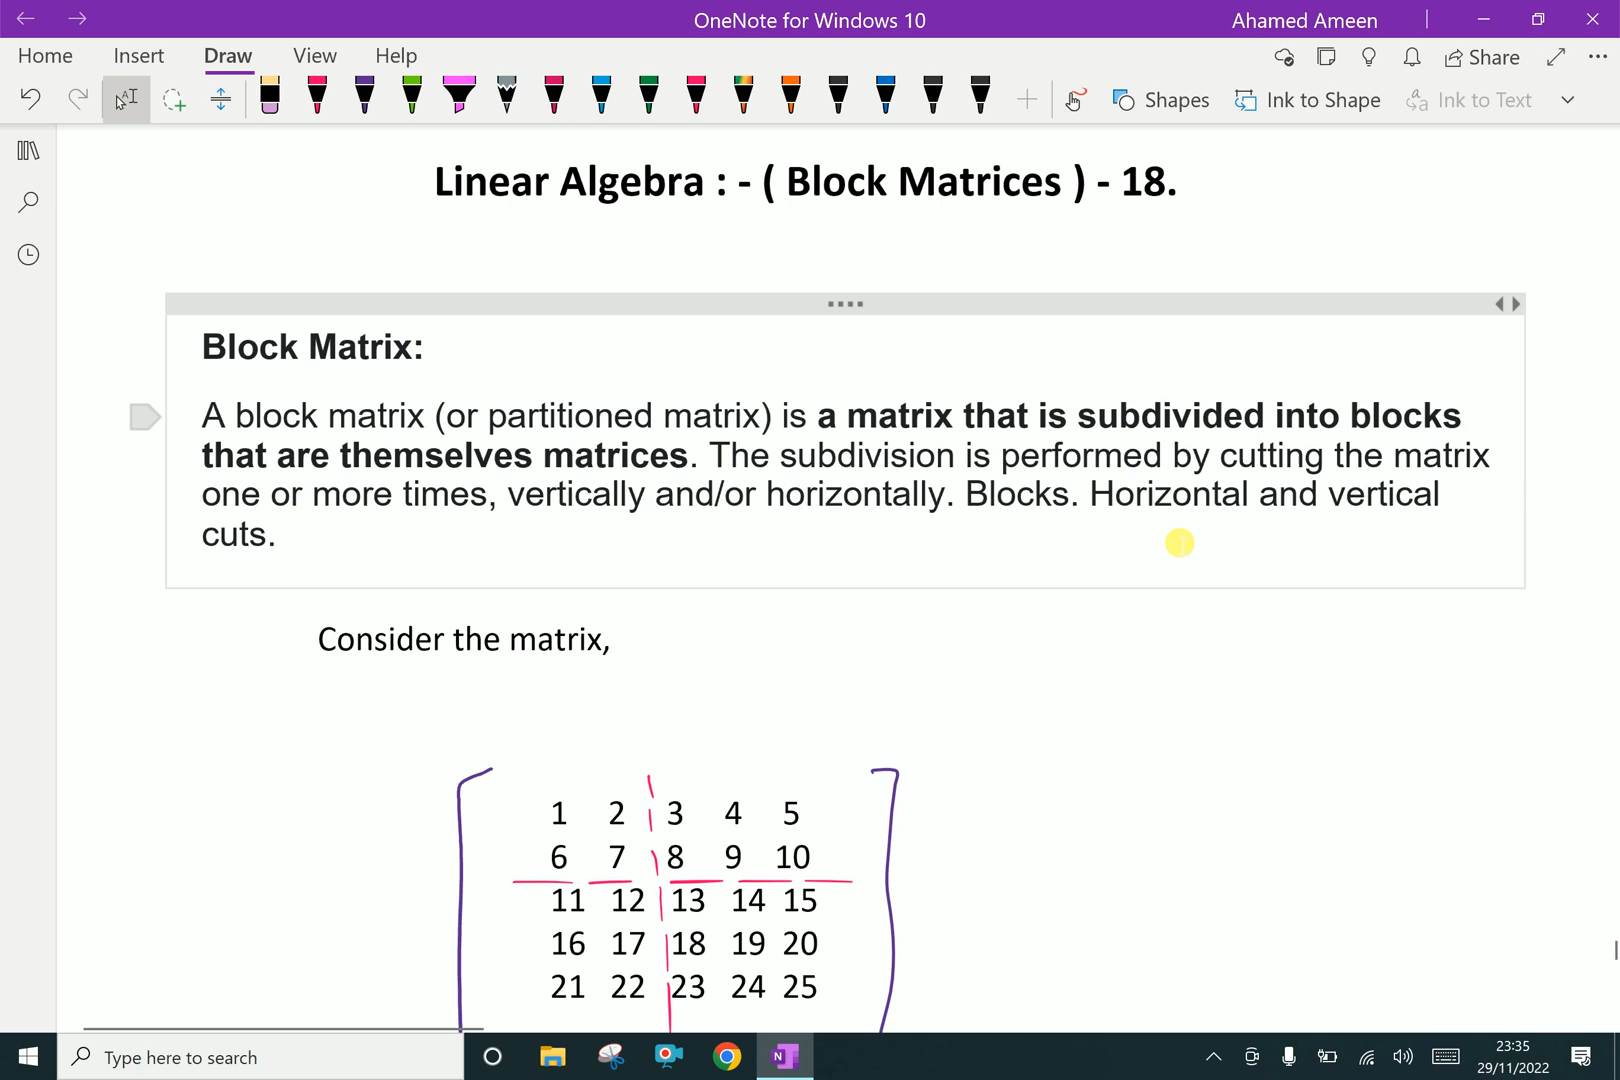 OneNote for Windows 10
Ahamed Ameen
Home Insert Draw View Help
Share
Shapes Ink to Shape Ink to Text
Linear Algebra : - ( Block Matrices ) - 18.
Block Matrix:
A block matrix (or partitioned matrix) is a matrix that is subdivided into blocks
that are themselves matrices. The subdivision is performed by cutting the matrix
one or more times, vertically and/or horizontally. Blocks. Horizontal and vertical
cuts.
Consider the matrix,
1 2 3 4 5
6 7 8 9 10
11 12 13 14 15
16 17 18 19 20
21 22 23 24 25
Type here to search
23:35
29/11/2022